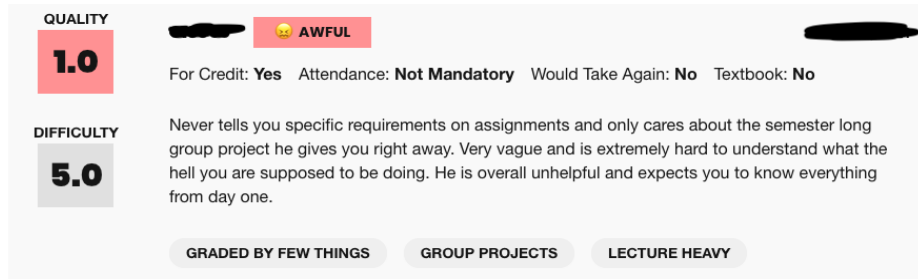 QUALITY
1.0
AWFUL
For Credit: Yes Attendance: Not Mandatory Would Take Again: No Textbook: No
DIFFICULTY
5.0
Never tells you specific requirements on assignments and only cares about the semester long
group project he gives you right away. Very vague and is extremely hard to understand what the
hell you are supposed to be doing. He is overall unhelpful and expects you to know everything
from day one.
GRADED BY FEW THINGS GROUP PROJECTS LECTURE HEAVY